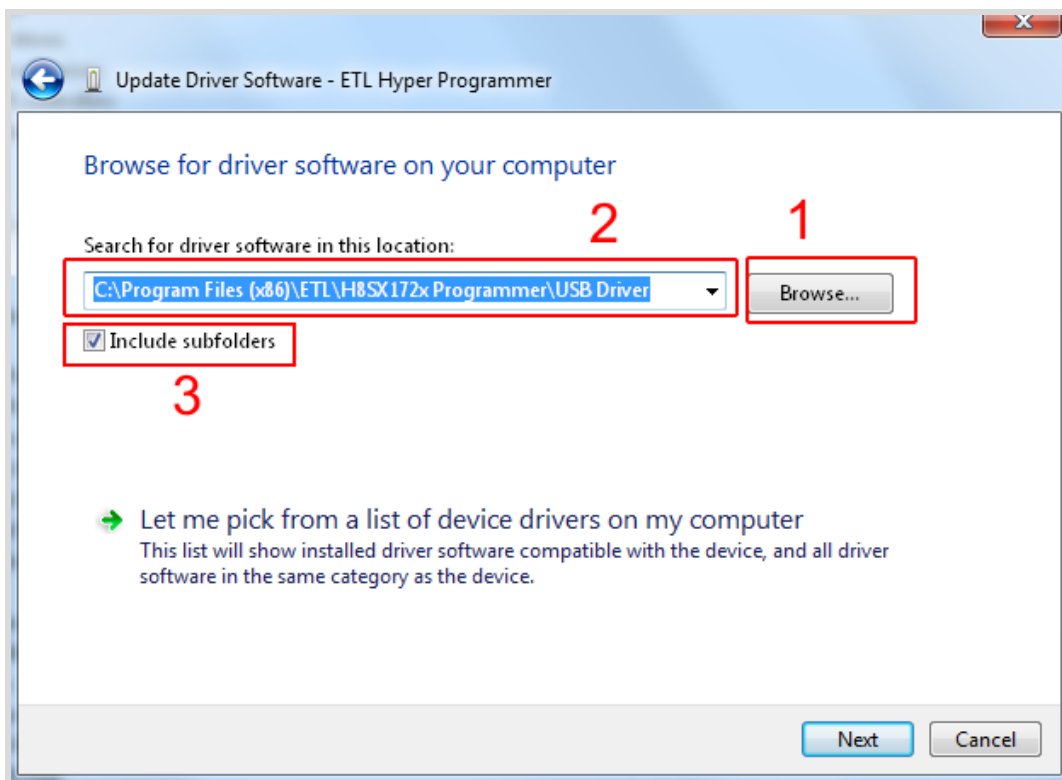 Update Driver Software - ETL Hyper Programmer
Browse for driver software on your computer
2
1
Search for driver software in this location:
C:\Program Files (x86)\ETL\H8SX172x Programmer\USB Driver
Browse...
Include subfolders
3
Let me pick from a list of device drivers on my computer
This list will show installed driver software compatible with the device, and all driver
software in the same category as the device.
Next
Cancel